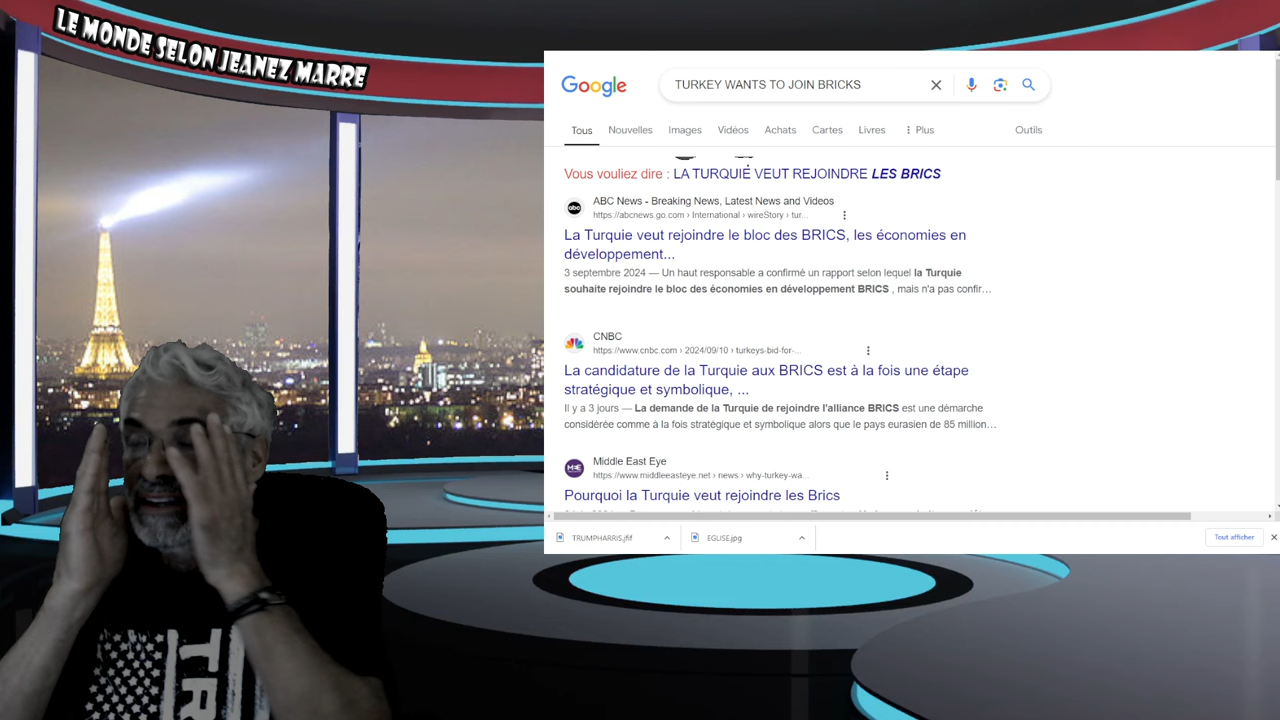 LE MONDE SELON JEANEZ MARRE
Google
TURKEY WANTS TO JOIN BRICKS
Tous Nouvelles Images Vidéos Achats Cartes Livres Plus Outils
Vous vouliez dire : LA TURQUIE VEUT REJOINDRE LES BRICS
abc
ABC News - Breaking News, Latest News and Videos
https://abcnews.go.com › International › wireStory › tur...
La Turquie veut rejoindre le bloc des BRICS, les économies en
développement...
3 septembre 2024 — Un haut responsable a confirmé un rapport selon lequel la Turquie
souhaite rejoindre le bloc des économies en développement BRICS , mais n'a pas confir…
CNBC
https://www.cnbc.com › 2024/09/10 › turkeys-bid-for-...
La candidature de la Turquie aux BRICS est à la fois une étape
stratégique et symbolique, ...
Il y a 3 jours — La demande de la Turquie de rejoindre l'alliance BRICS est une démarche
considérée comme à la fois stratégique et symbolique alors que le pays eurasien de 85 million…
Middle East Eye
https://www.middleeasteye.net › news › why-turkey-wa...
Pourquoi la Turquie veut rejoindre les Brics
TRUMPHARRIS.jfif
EGLISE.jpg
Tout afficher
TR